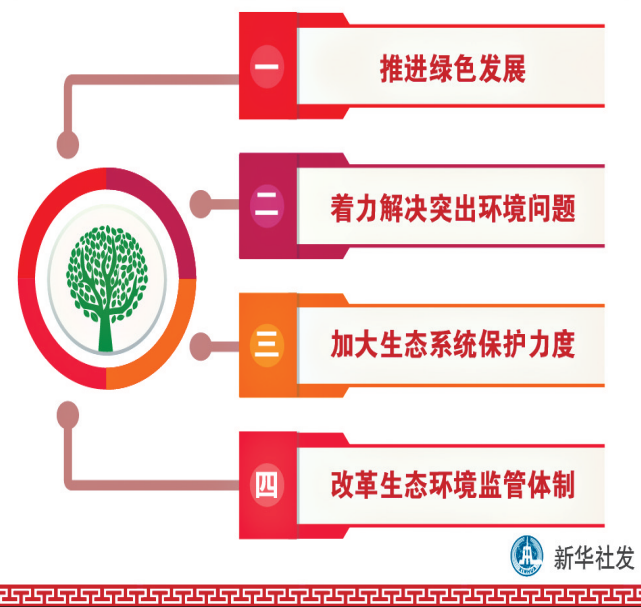 一
推进绿色发展
二
着力解决突出环境问题
三
加大生态系统保护力度
四
改革生态环境监管体制
XINHUA
新华社发